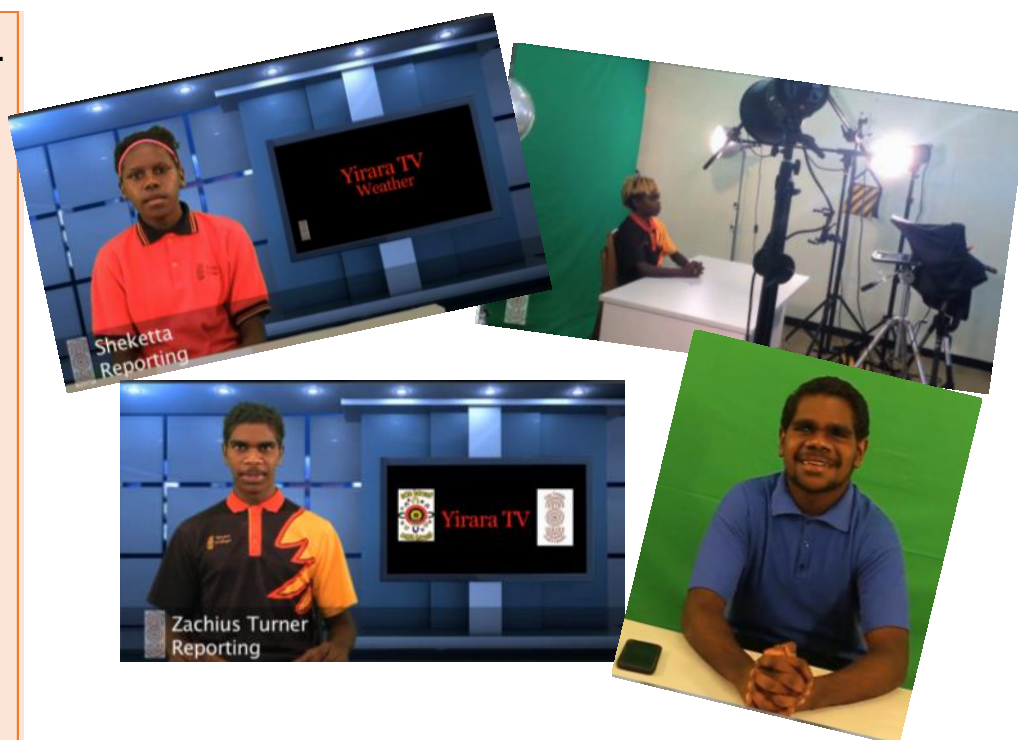 Yirara TV
Weather
Sheketta
Reporting
Yirara TV
Zachius Turner
Reporting